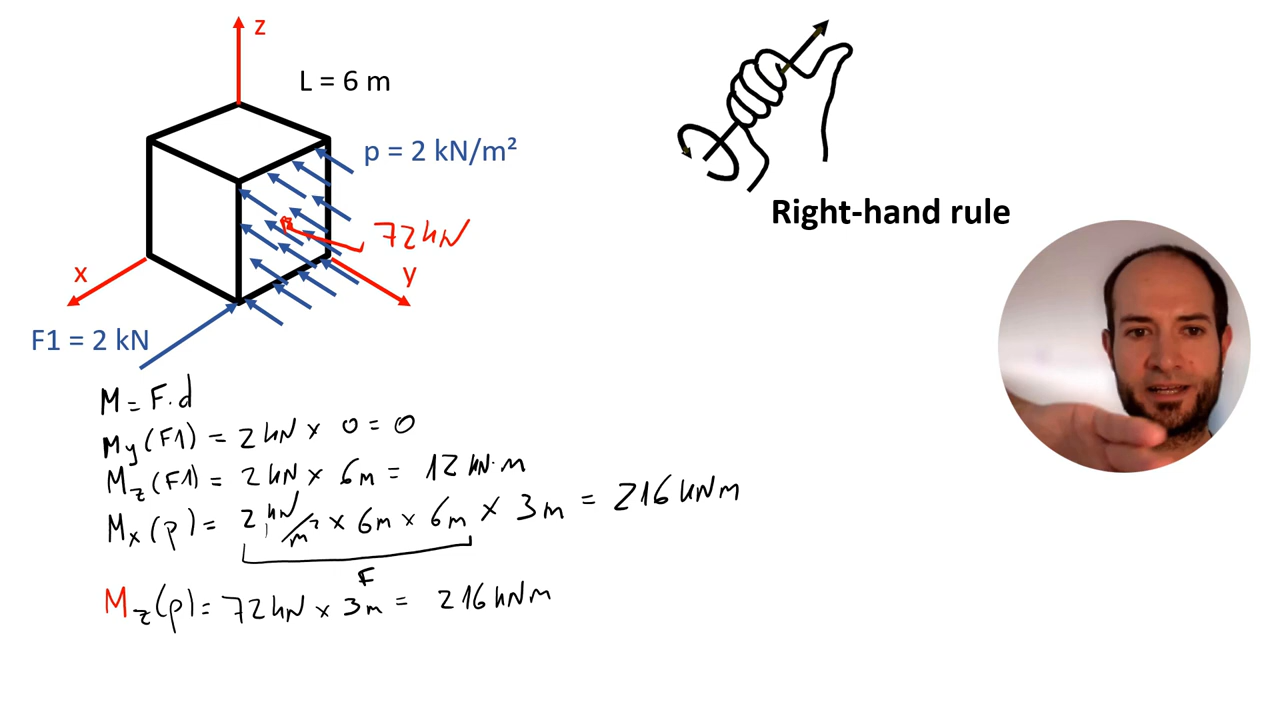 z
L = 6 m
p = 2 kN/m²
72kN
x
y
F1 = 2 kN
Right-hand rule
M = F.d
My(F1) = 2 kN x 0 = 0
Mz(F1) = 2 kN x 6m = 12 kN.m
Mx(p) = 2 kN/m² x 6m x 6m x 3m = 216 kNm
F
Mz(p) = 72 kN x 3m = 216 kNm